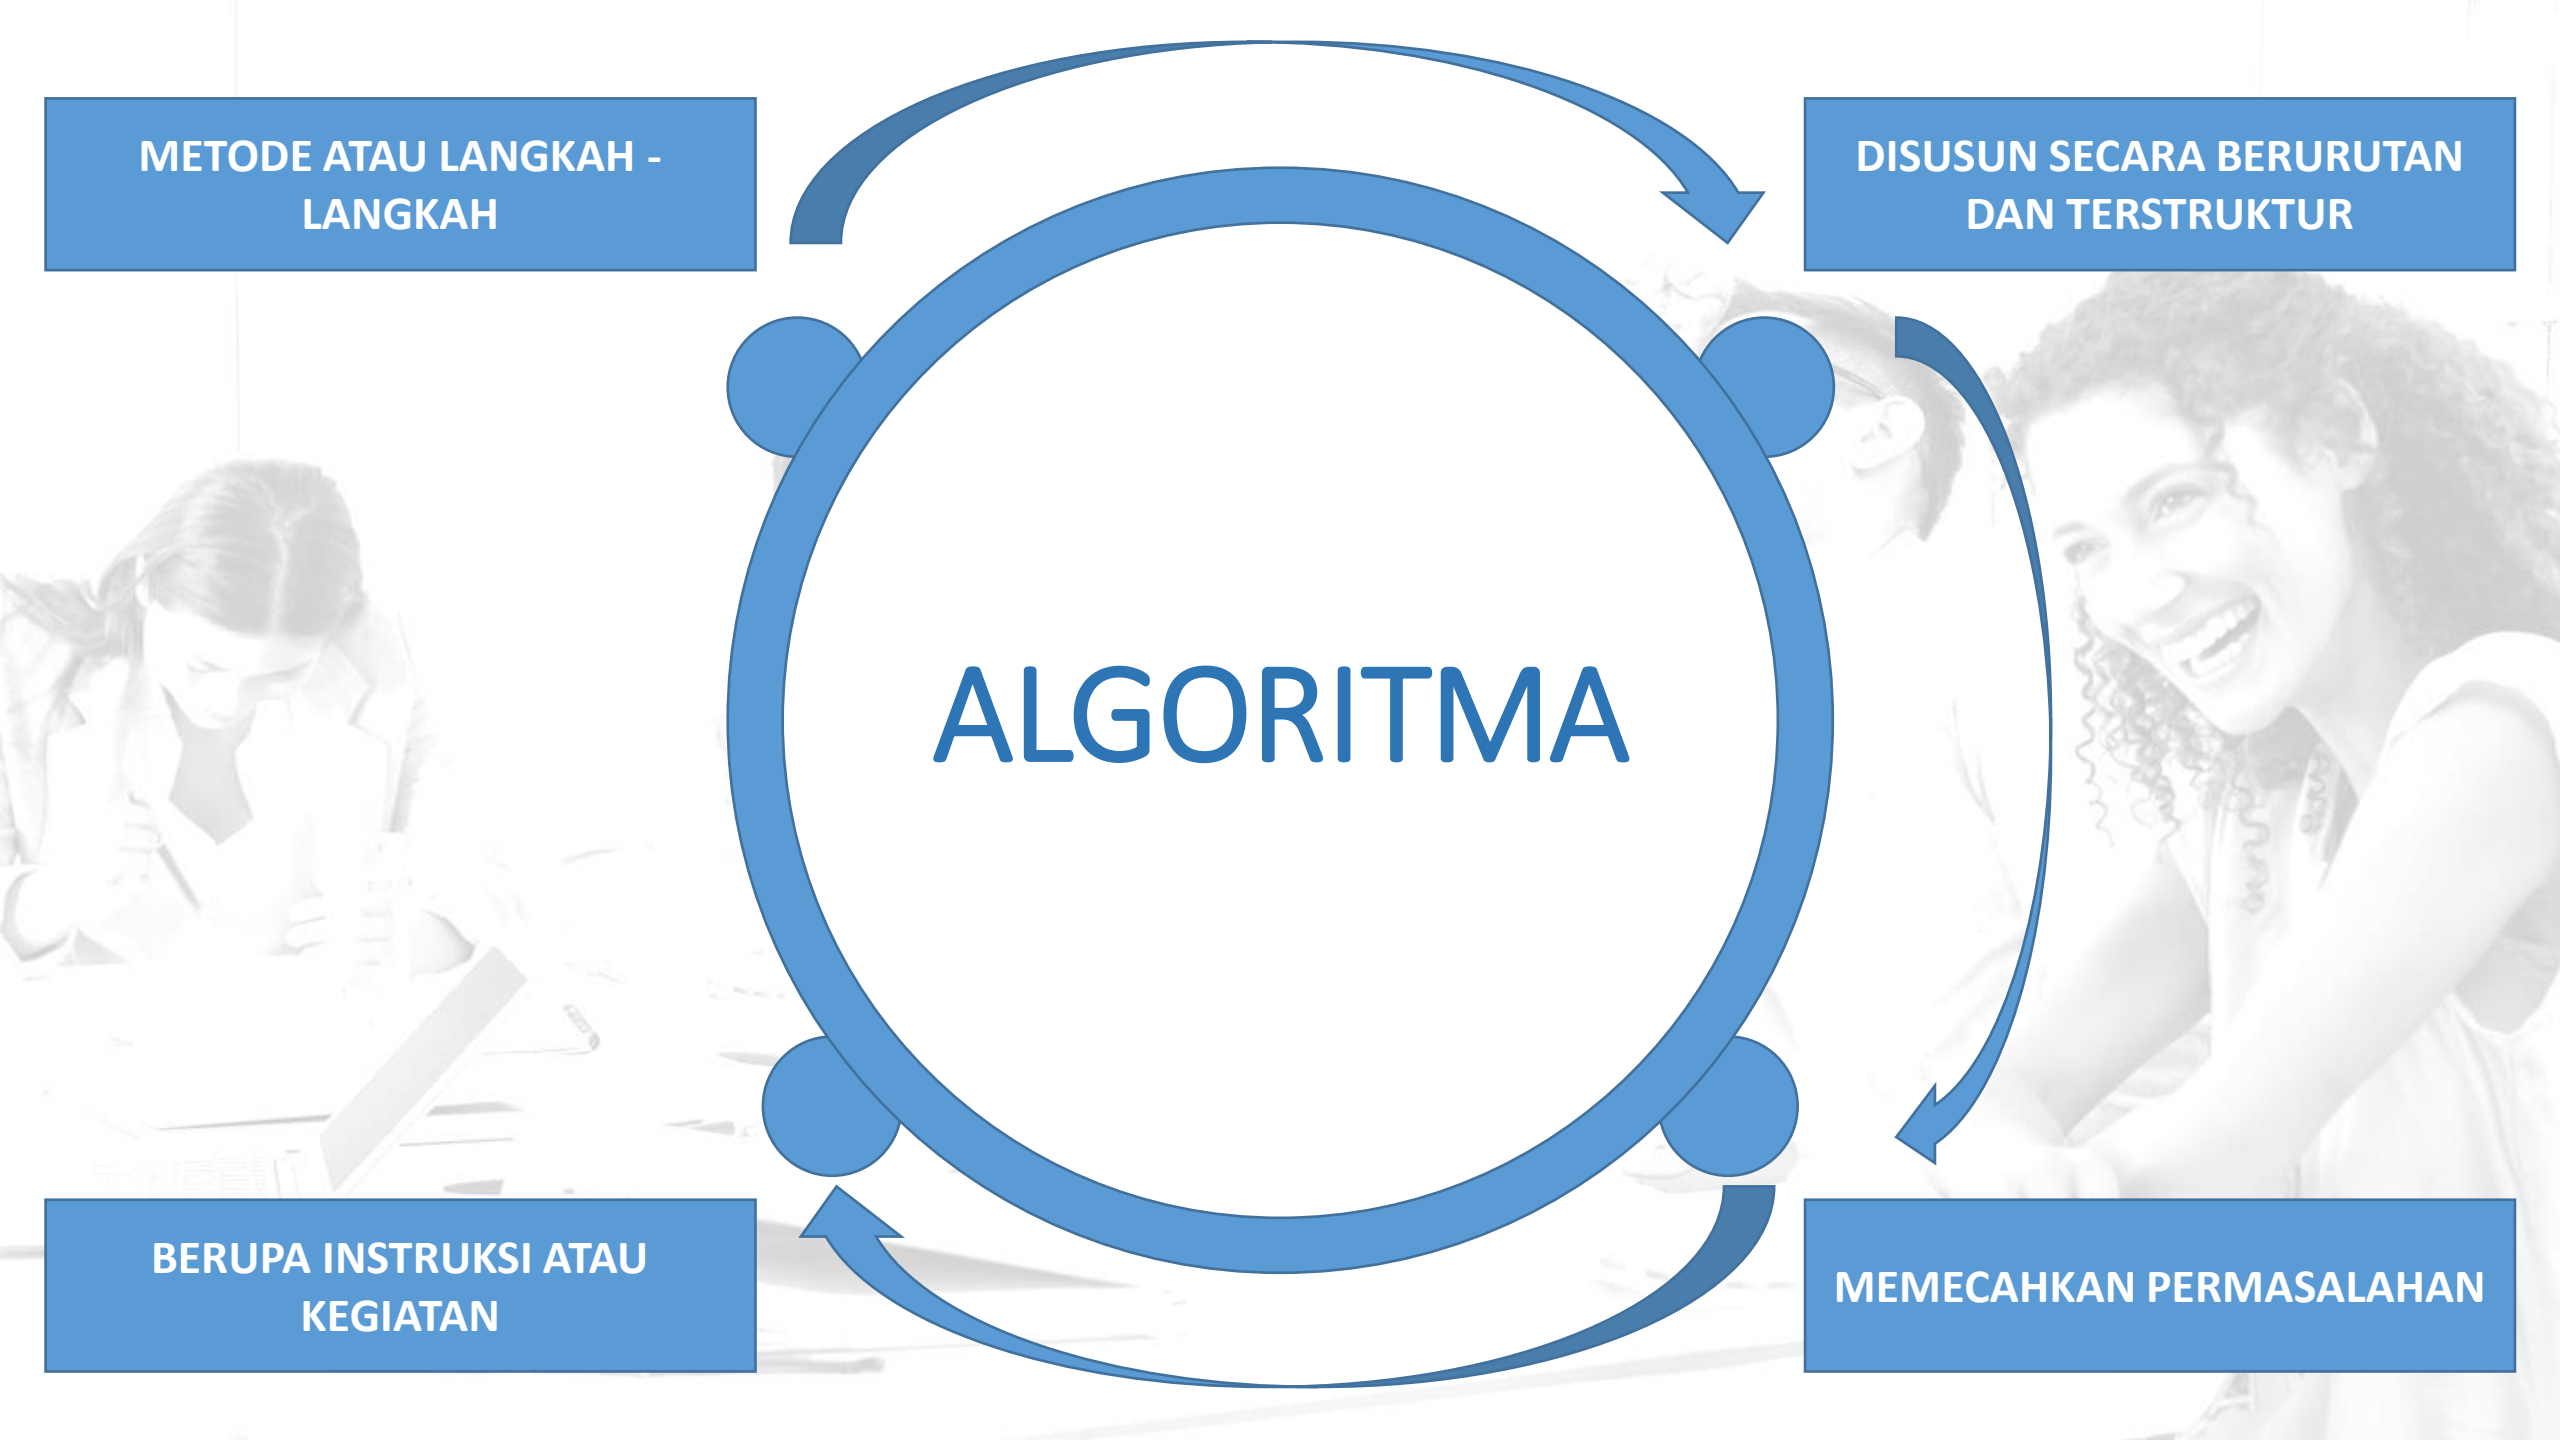 METODE ATAU LANGKAH -
LANGKAH
DISUSUN SECARA BERURUTAN
DAN TERSTRUKTUR
ALGORITMA
BERUPA INSTRUKSI ATAU
KEGIATAN
MEMECAHKAN PERMASALAHAN